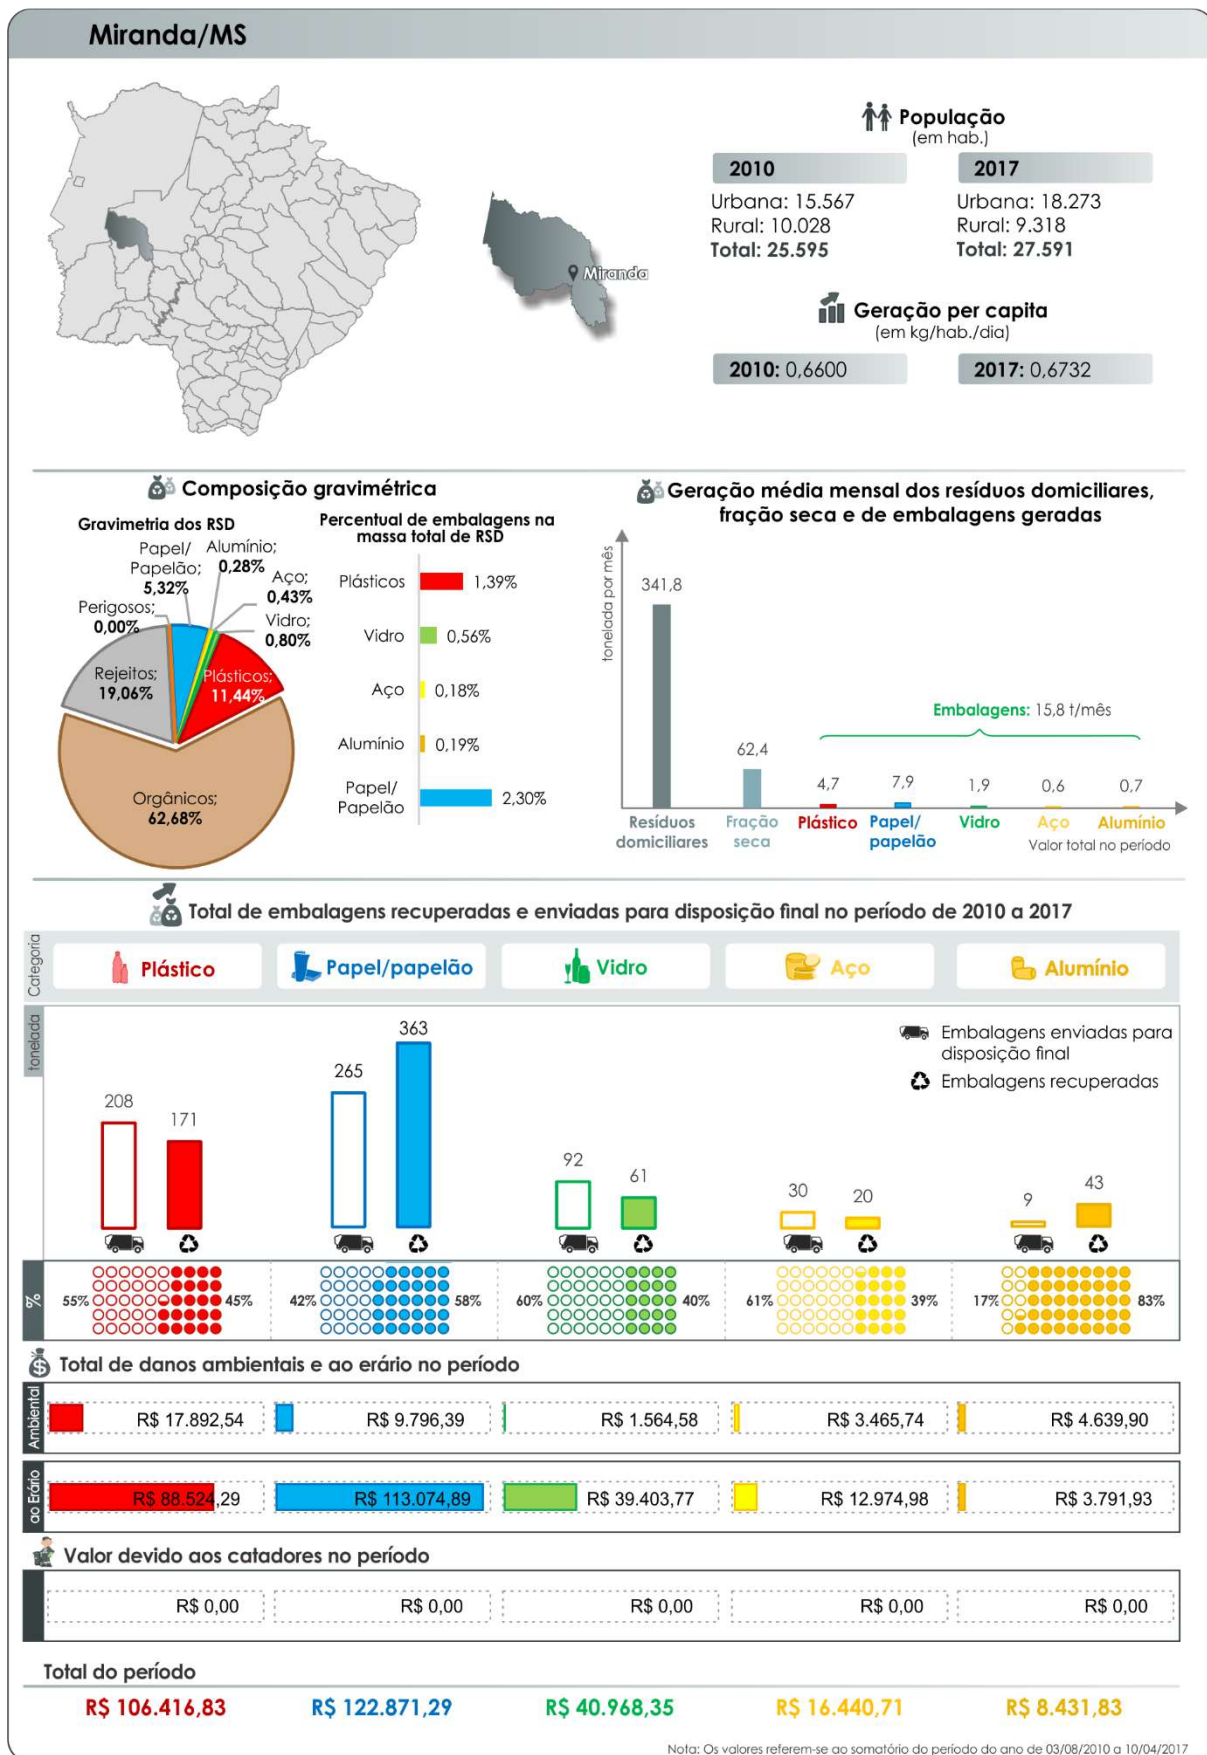 Miranda/MS
População
(em hab.)
2010
2017
Urbana: 15.567
Rural: 10.028
Total: 25.595
Urbana: 18.273
Rural: 9.318
Total: 27.591
Miranda
Geração per capita
(em kg/hab./dia)
2010: 0,6600
2017: 0,6732
Composição gravimétrica
Gravimetria dos RSD
Papel/
Papelão;
5,32%
Alumínio;
0,28%
Aço;
0,43%
Vidro;
0,80%
Perigosos;
0,00%
Rejeitos;
19,06%
Plásticos;
11,44%
Orgânicos;
62,68%
Percentual de embalagens na
massa total de RSD
Plásticos 1,39%
Vidro 0,56%
Aço 0,18%
Alumínio 0,19%
Papel/
Papelão 2,30%
Geração média mensal dos resíduos domiciliares,
fração seca e de embalagens geradas
tonelada por mês
341,8
62,4
Embalagens: 15,8 t/mês
4,7
7,9
1,9
0,6
0,7
Resíduos
domiciliares
Fração
seca
Plástico
Papel/
papelão
Vidro
Aço
Alumínio
Valor total no período
Total de embalagens recuperadas e enviadas para disposição final no período de 2010 a 2017
Categoria
Plástico
Papel/papelão
Vidro
Aço
Alumínio
tonelada
208
171
265
363
92
61
30
20
9
43
Embalagens enviadas para
disposição final
Embalagens recuperadas
%
55%
45%
42%
58%
60%
40%
61%
39%
17%
83%
Total de danos ambientais e ao erário no período
Ambiental
R$ 17.892,54
R$ 9.796,39
R$ 1.564,58
R$ 3.465,74
R$ 4.639,90
ao Erário
R$ 88.524,29
R$ 113.074,89
R$ 39.403,77
R$ 12.974,98
R$ 3.791,93
Valor devido aos catadores no período
R$ 0,00
R$ 0,00
R$ 0,00
R$ 0,00
R$ 0,00
Total do período
R$ 106.416,83
R$ 122.871,29
R$ 40.968,35
R$ 16.440,71
R$ 8.431,83
Nota: Os valores referem-se ao somatório do período do ano de 03/08/2010 a 10/04/2017